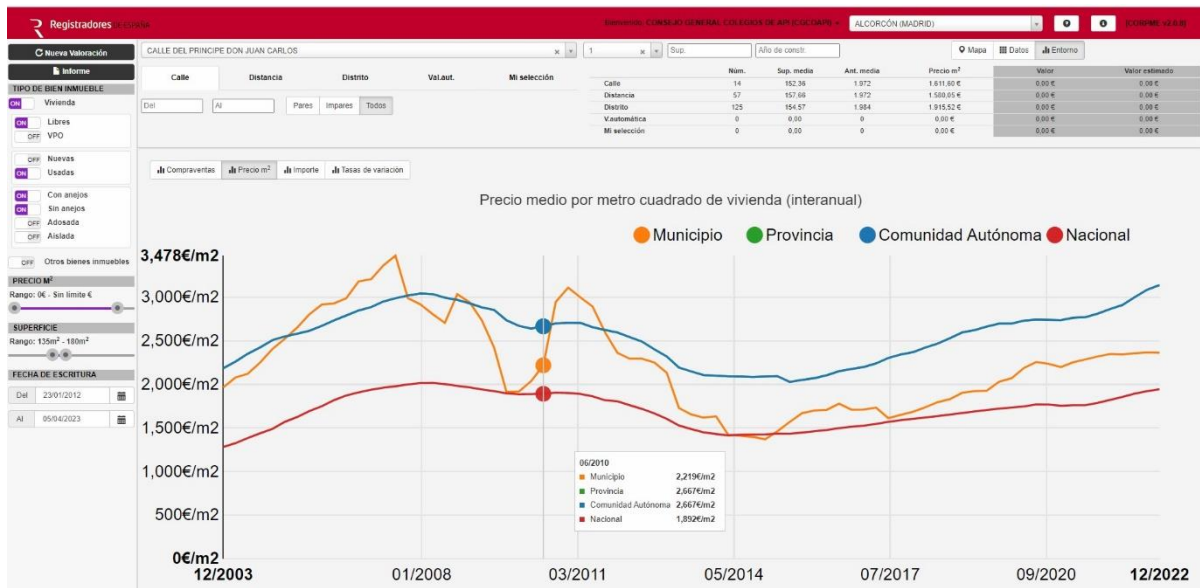 Registradores DE ESPAÑA
Bienvenido CONSEJO GENERAL COLEGIOS DE API (COCOAPI)
ALCORCÓN (MADRID)
Nueva Valoración
CALLE DEL PRINCIPE DON JUAN CARLOS
1
Sup.
Año de constr.
Mapa
Datos
Entorno
Informe
Calle
Distancia
Distrito
Val.aut.
Mi selección
Del
Al
Pares
Impares
Todos
Núm. Sup. media Ant. media Precio m² Valor Valor estimado
Calle 14 152,36 1.972 1.611,60 € 0,00 € 0,00 €
Distancia 57 157,66 1.972 1.580,05 € 0,00 € 0,00 €
Distrito 125 154,57 1.984 1.915,52 € 0,00 € 0,00 €
V.automática 0 0,00 0 0,00 € 0,00 € 0,00 €
Mi selección 0 0,00 0 0,00 € 0,00 € 0,00 €
TIPO DE BIEN INMUEBLE
ON Vivienda
ON Libres
OFF VPO
OFF Nuevas
ON Usadas
ON Con anejos
ON Sin anejos
OFF Adosada
OFF Aislada
OFF Otros bienes inmuebles
PRECIO M²
Rango: 0€ - Sin límite €
SUPERFICIE
Rango: 135m² - 180m²
FECHA DE ESCRITURA
Del 23/01/2012
Al 05/04/2023
Compraventas
Precio m²
Importe
Tasas de variación
Precio medio por metro cuadrado de vivienda (interanual)
Municipio
Provincia
Comunidad Autónoma
Nacional
3,478€/m2
3,000€/m2
2,500€/m2
2,000€/m2
1,500€/m2
1,000€/m2
500€/m2
0€/m2
06/2010
Municipio 2,219€/m2
Provincia 2,667€/m2
Comunidad Autónoma 2,667€/m2
Nacional 1,892€/m2
12/2003
01/2008
03/2011
05/2014
07/2017
09/2020
12/2022